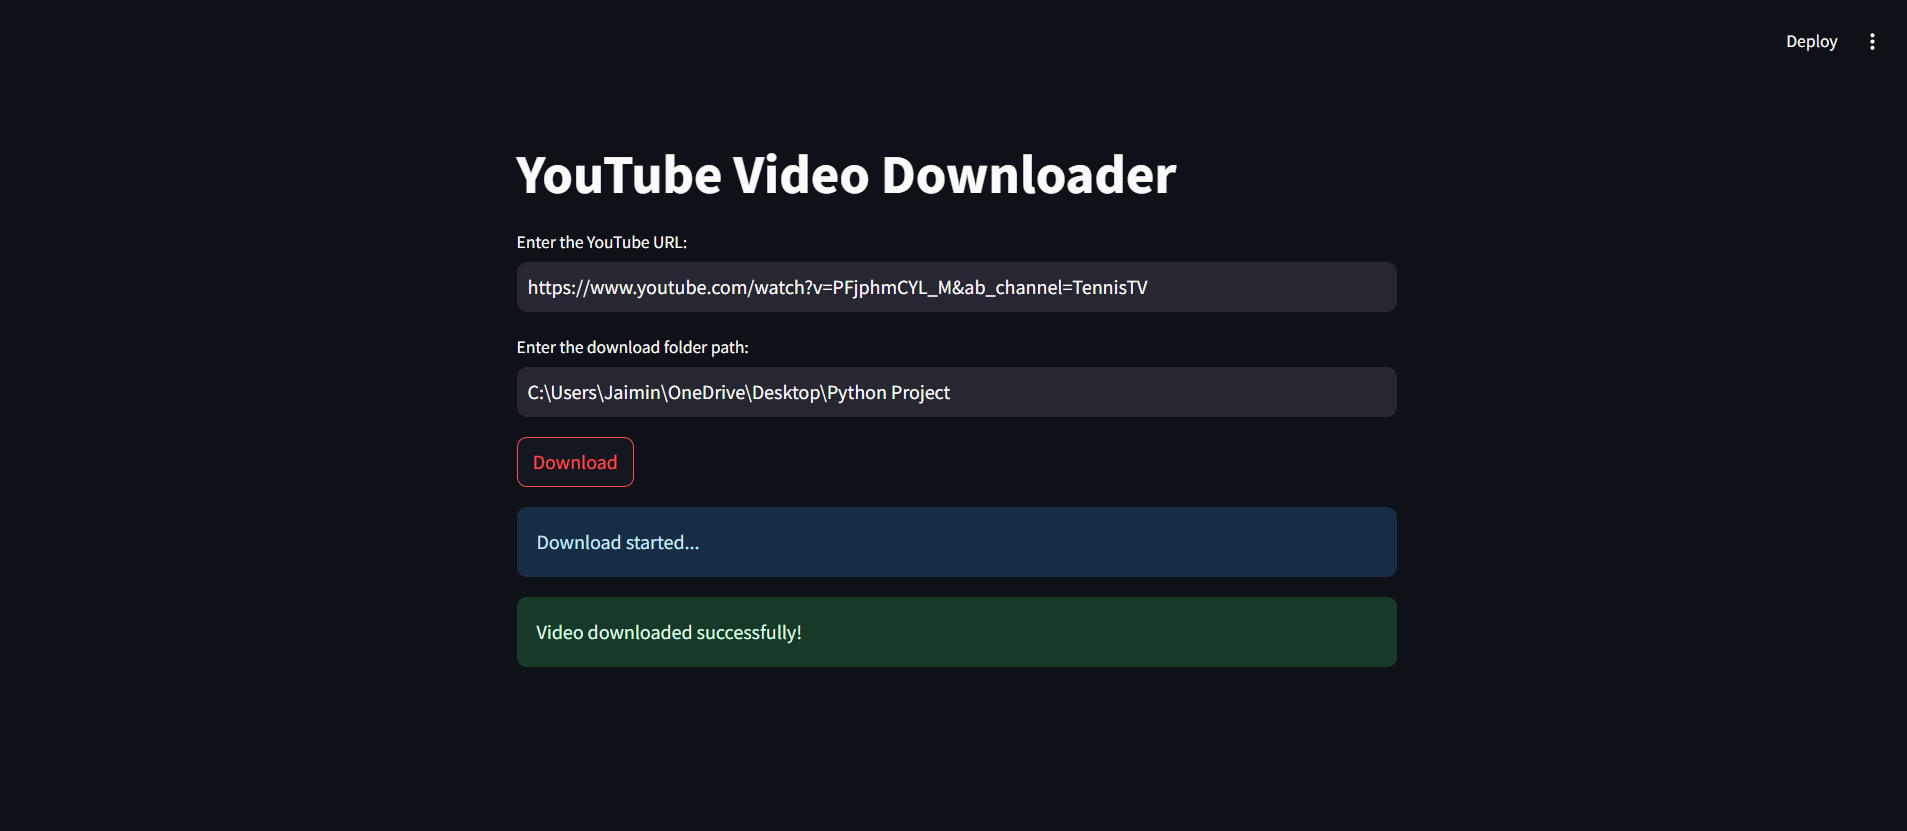 Deploy
YouTube Video Downloader
Enter the YouTube URL:
https://www.youtube.com/watch?v=PFjphmCYL_M&ab_channel=TennisTV
Enter the download folder path:
C:\Users\Jaimin\OneDrive\Desktop\Python Project
Download
Download started...
Video downloaded successfully!